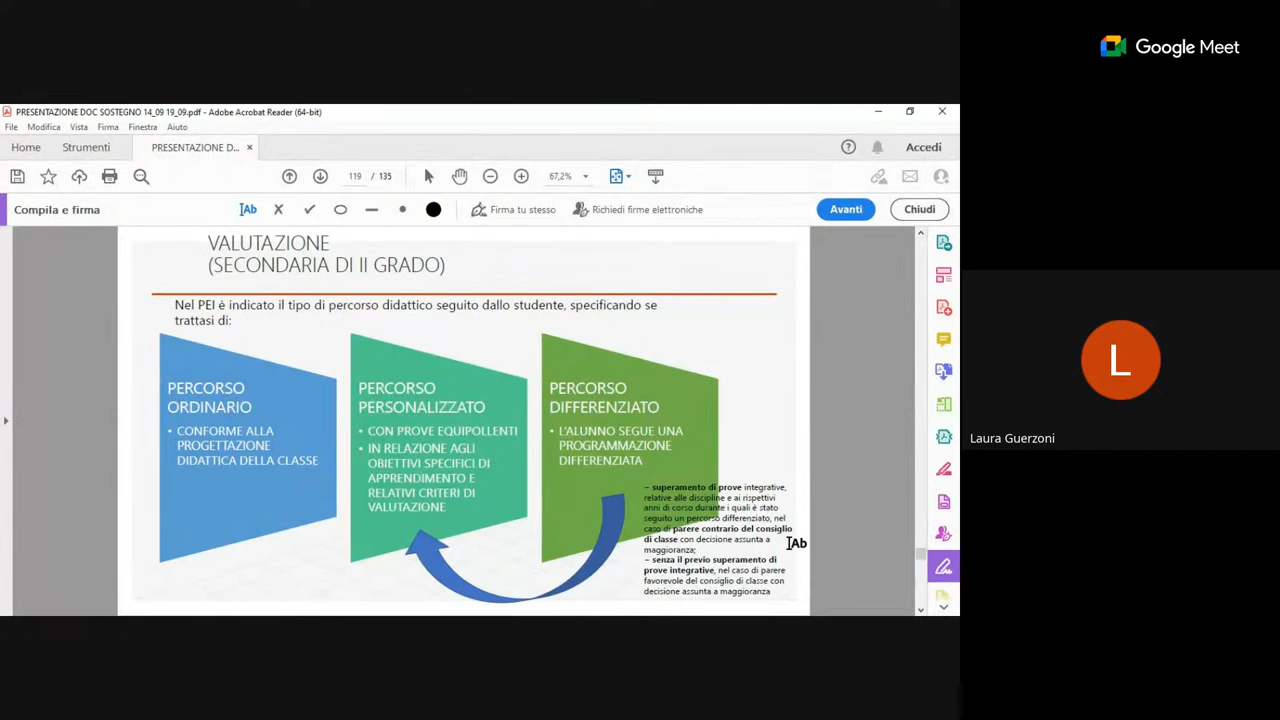 Google Meet
PRESENTAZIONE DOC SOSTEGNO 14_09 19_09.pdf - Adobe Acrobat Reader (64-bit)
File Modifica Vista Firma Finestra Aiuto
Home Strumenti PRESENTAZIONE D... × Accedi
119 / 135 67,2%
Compila e firma Ab Firma tu stesso Richiedi firme elettroniche Avanti Chiudi
VALUTAZIONE
(SECONDARIA DI II GRADO)
Nel PEI è indicato il tipo di percorso didattico seguito dallo studente, specificando se
trattasi di:
PERCORSO
ORDINARIO
• CONFORME ALLA
PROGETTAZIONE
DIDATTICA DELLA CLASSE
PERCORSO
PERSONALIZZATO
• CON PROVE EQUIPOLLENTI
• IN RELAZIONE AGLI
OBIETTIVI SPECIFICI DI
APPRENDIMENTO E
RELATIVI CRITERI DI
VALUTAZIONE
PERCORSO
DIFFERENZIATO
• L'ALUNNO SEGUE UNA
PROGRAMMAZIONE
DIFFERENZIATA
– superamento di prove integrative,
relative alle discipline e ai rispettivi
anni di corso durante i quali è stato
seguito un percorso differenziato, nel
caso di parere contrario del consiglio
di classe con decisione assunta a
maggioranza;
– senza il previo superamento di
prove integrative, nel caso di parere
favorevole del consiglio di classe con
decisione assunta a maggioranza
Ab
L
Laura Guerzoni